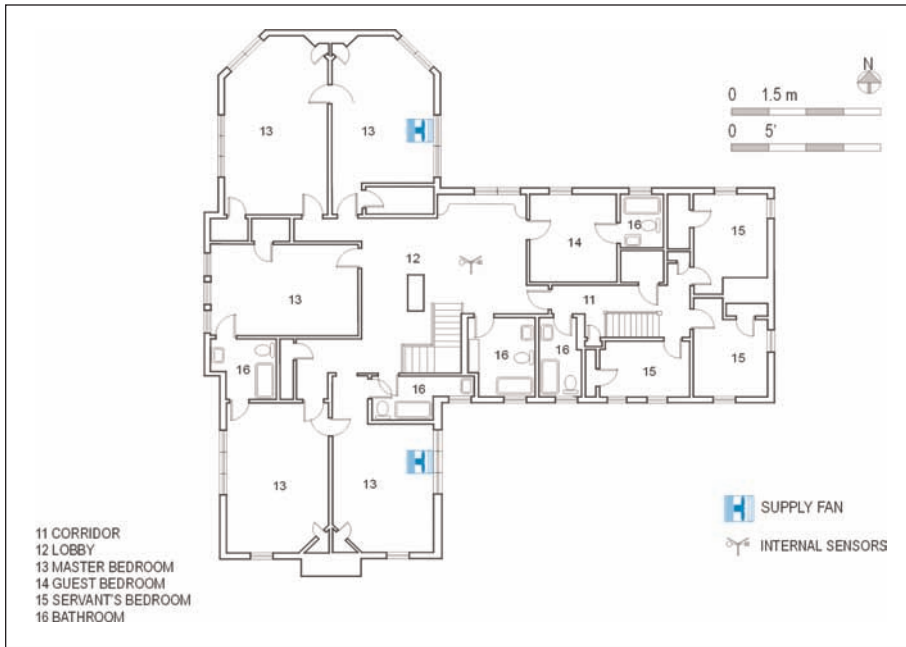 N
0 1.5 m
0 5'
13 13
16
14
15
12
11
13
16
16
15
16
16
15
13
13
SUPPLY FAN
INTERNAL SENSORS
11 CORRIDOR
12 LOBBY
13 MASTER BEDROOM
14 GUEST BEDROOM
15 SERVANT'S BEDROOM
16 BATHROOM